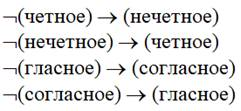 ¬(четное) → (нечетное)
¬(нечетное) → (четное)
¬(гласное) → (согласное)
¬(согласное) → (гласное)